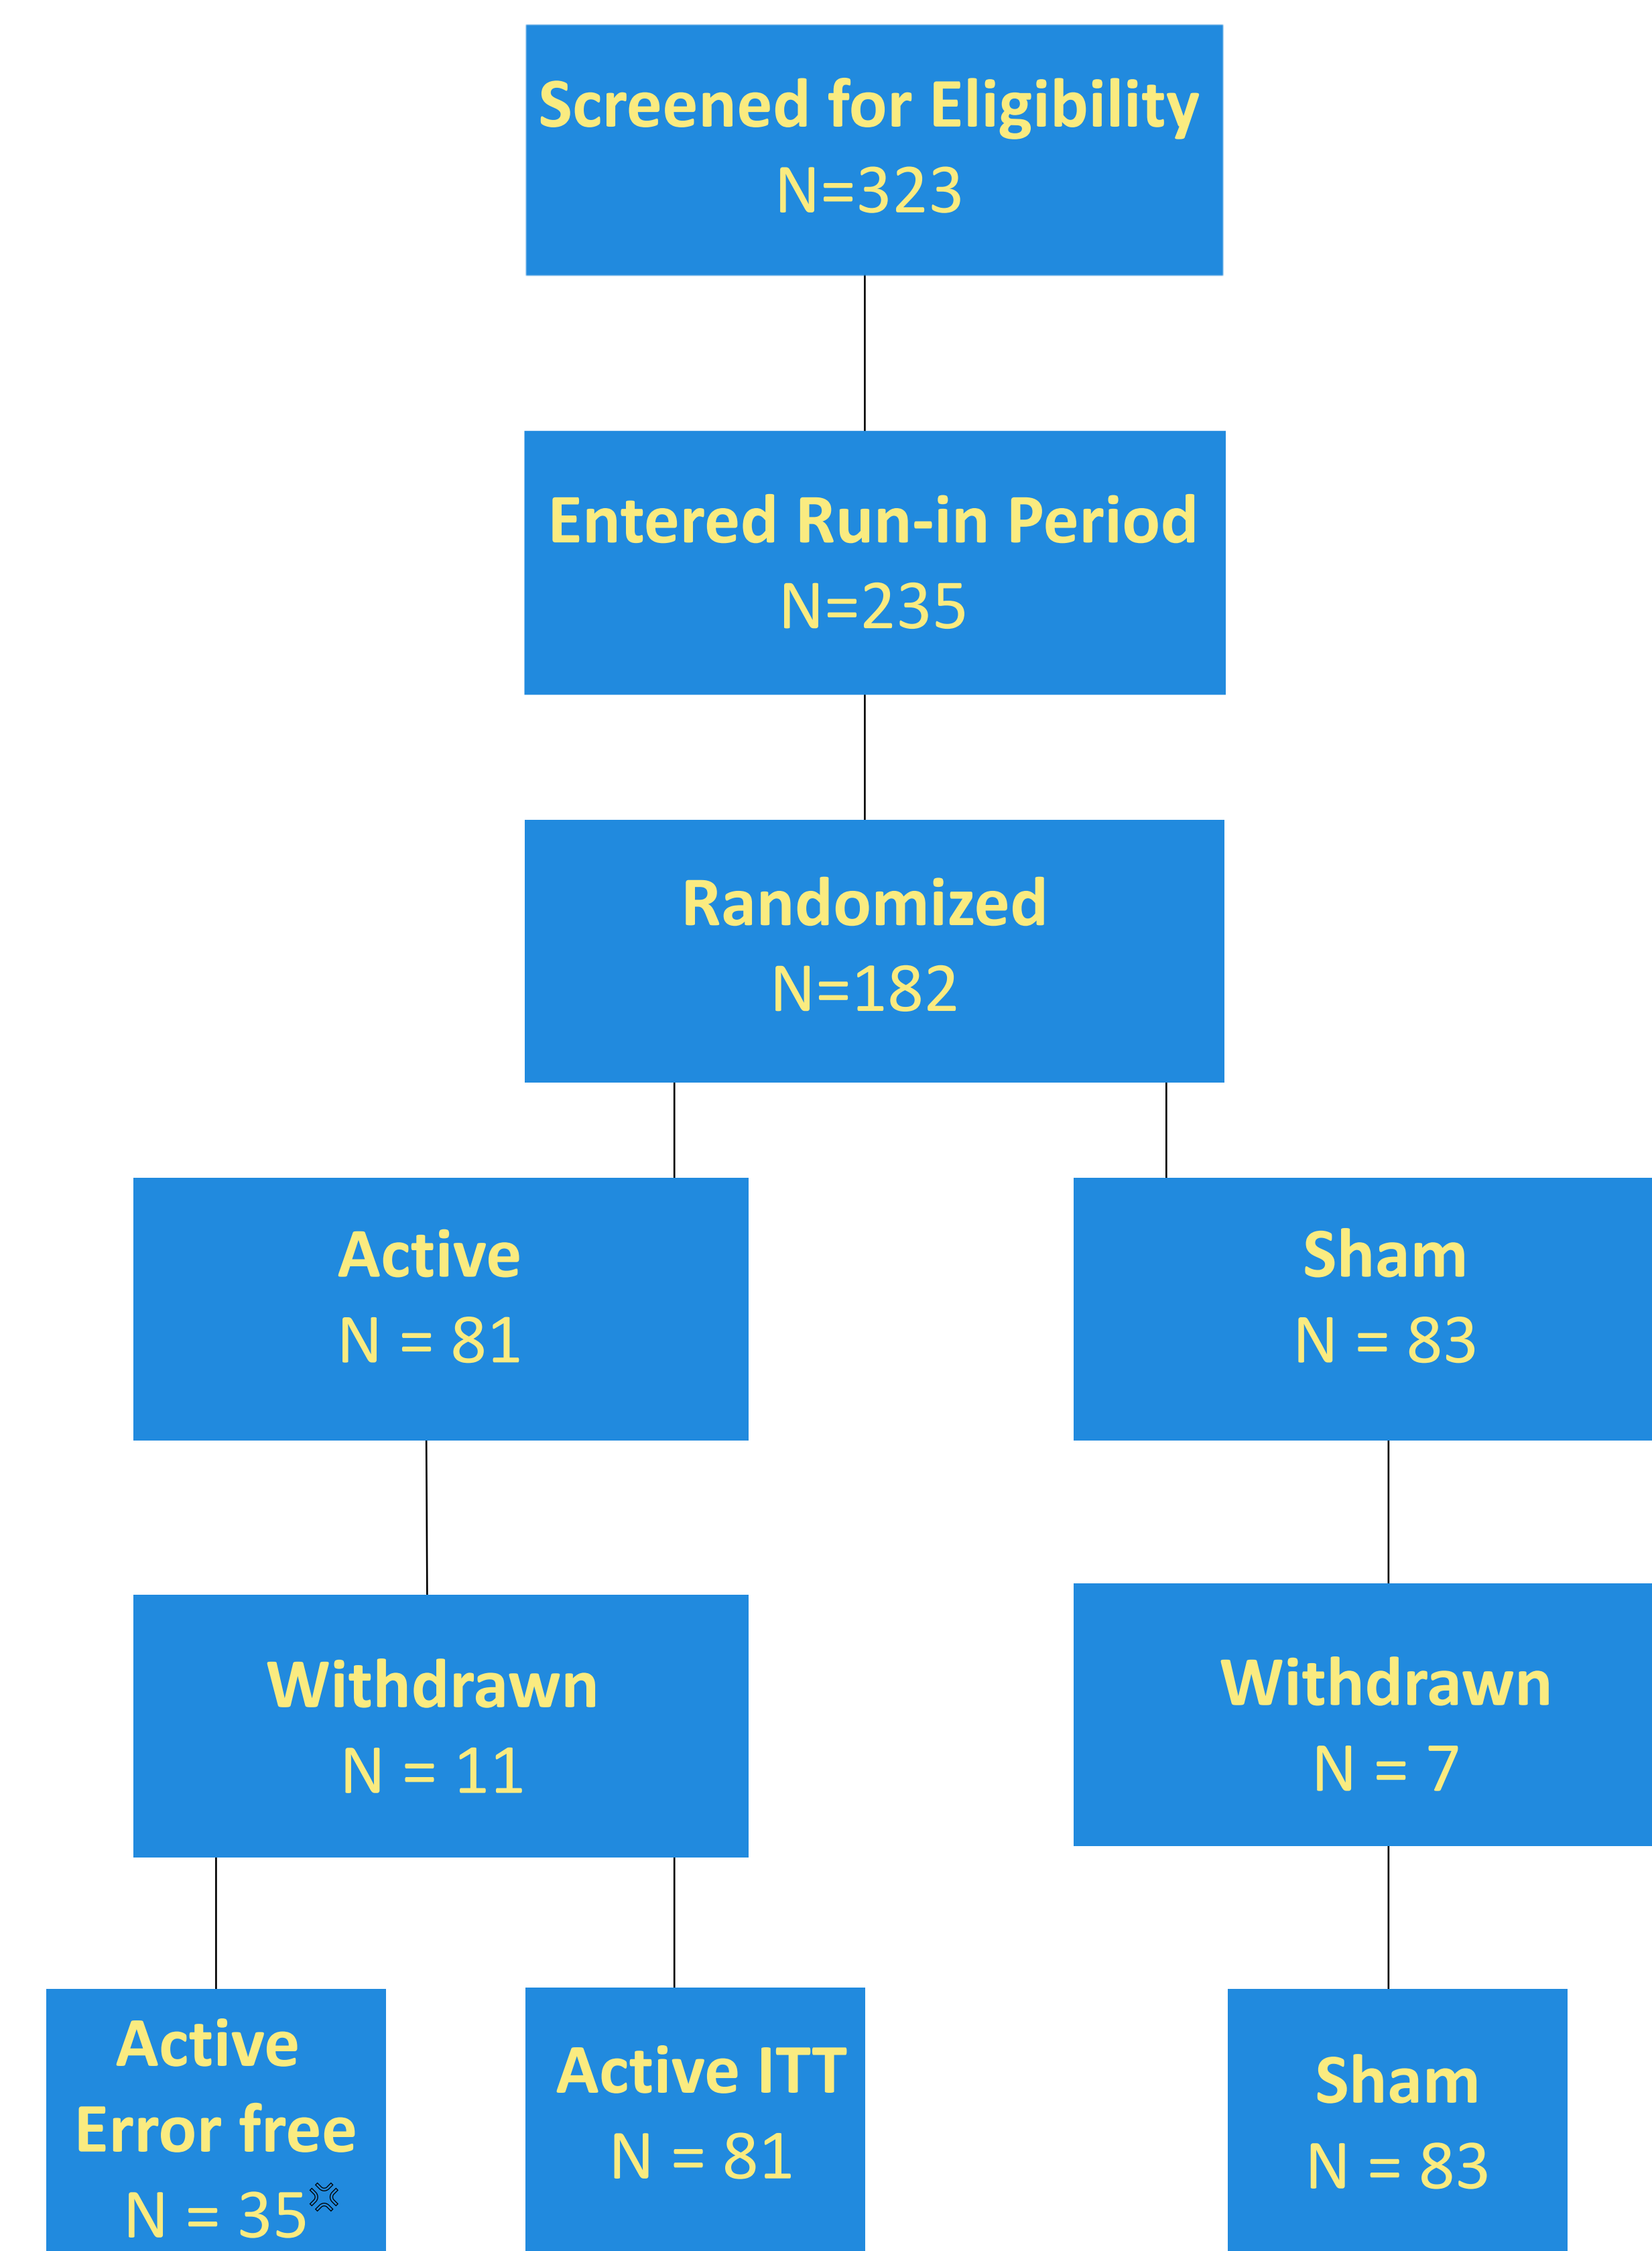 Screened for Eligibility
N=323
Entered Run-in Period
N=235
Randomized
N=182
Active
N = 81
Sham
N = 83
Withdrawn
N = 11
Withdrawn
N = 7
Active
Error free
N = 35
Active ITT
N = 81
Sham
N = 83